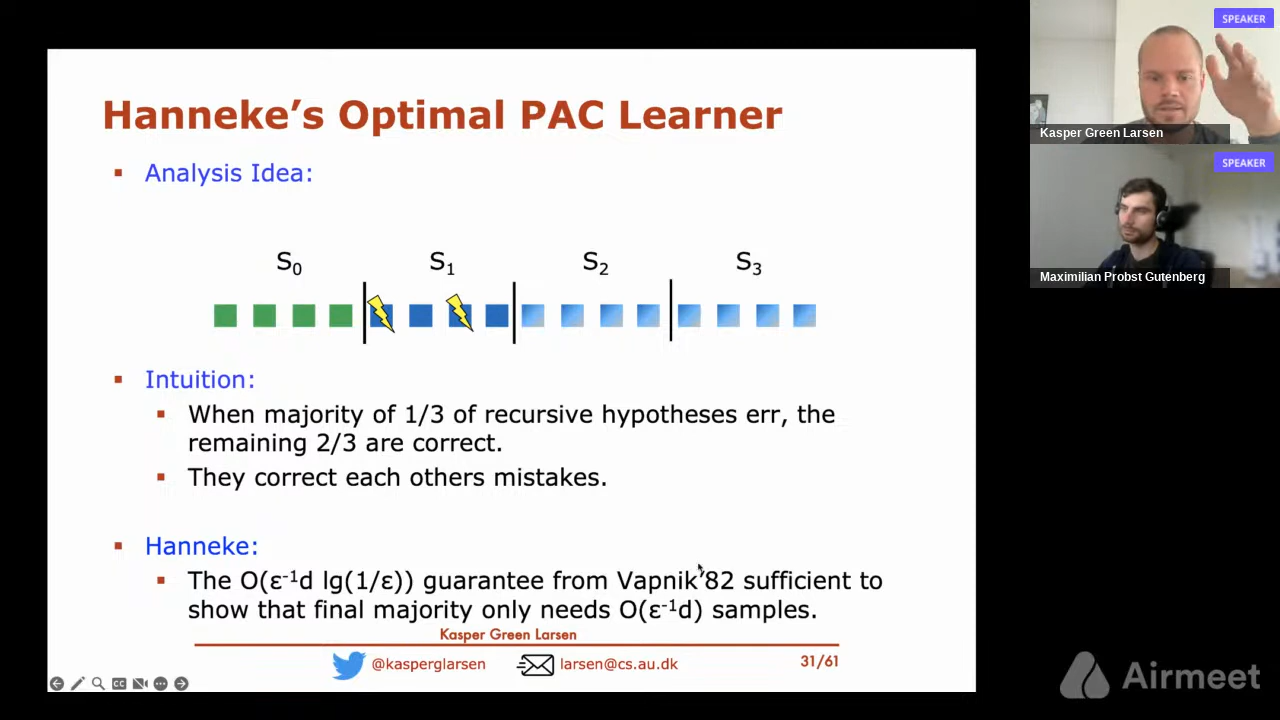 Hanneke's Optimal PAC Learner
Analysis Idea:
S0 S1 S2 S3
Intuition:
When majority of 1/3 of recursive hypotheses err, the
remaining 2/3 are correct.
They correct each others mistakes.
Hanneke:
The O(ε⁻¹d lg(1/ε)) guarantee from Vapnik'82 sufficient to
show that final majority only needs O(ε⁻¹d) samples.
Kasper Green Larsen
@kasperglarsen larsen@cs.au.dk 31/61
CC
SPEAKER
Kasper Green Larsen
SPEAKER
Maximilian Probst Gutenberg
Airmeet